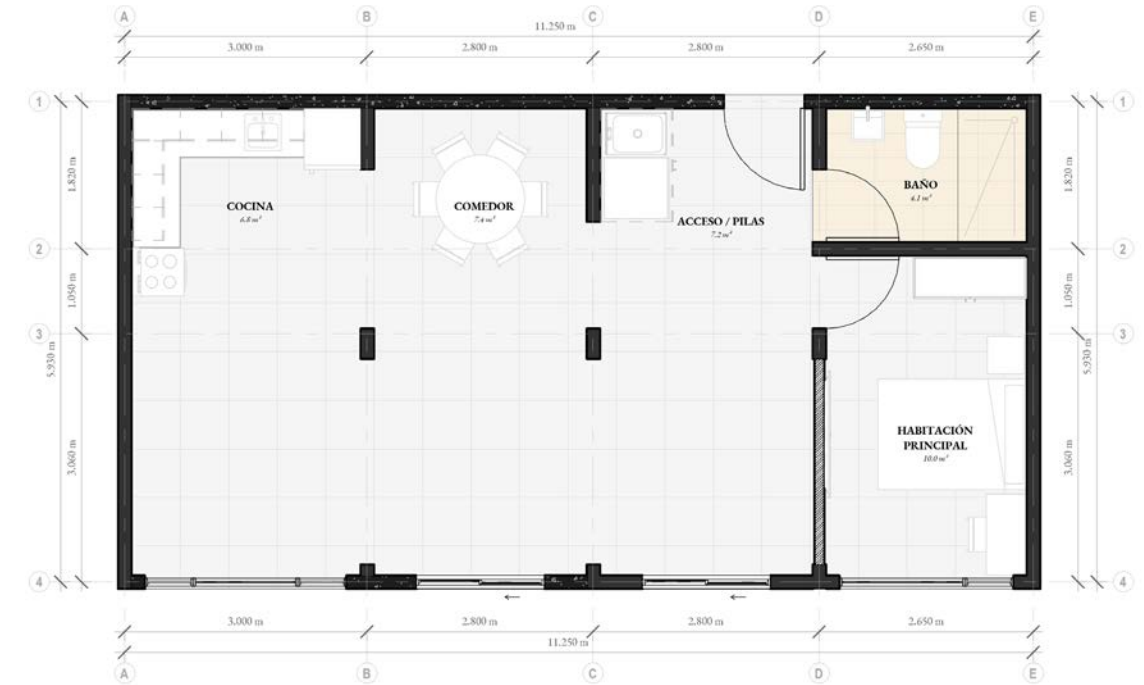 A B C D E
11.250 m
3.000 m 2.800 m 2.800 m 2.650 m
1 1
1.820 m 1.820 m
BAÑO
4.1 m²
COCINA
6.8 m²
COMEDOR
7.4 m²
ACCESO / PILAS
7.2 m²
2 2
1.050 m 1.050 m
3 3
5.930 m 5.930 m
HABITACIÓN
PRINCIPAL
10.0 m²
3.060 m 3.060 m
4 4
3.000 m 2.800 m 2.800 m 2.650 m
11.250 m
A B C D E